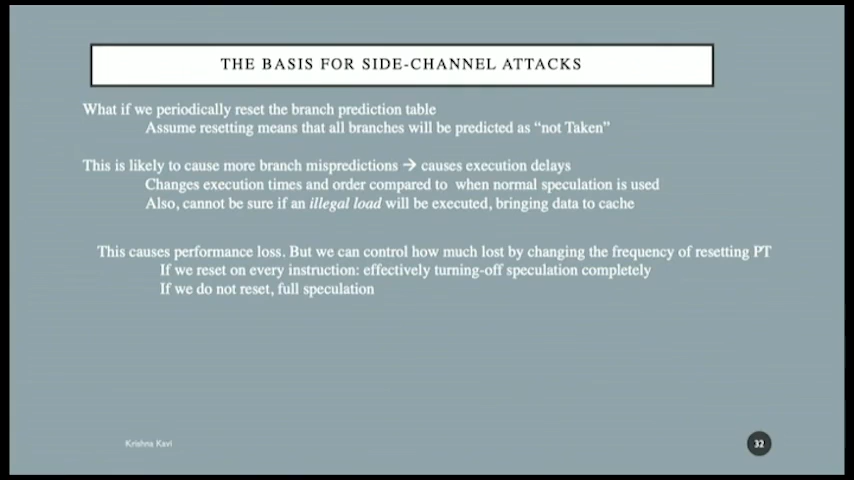 THE BASIS FOR SIDE-CHANNEL ATTACKS
What if we periodically reset the branch prediction table
Assume resetting means that all branches will be predicted as “not Taken”
This is likely to cause more branch mispredictions → causes execution delays
Changes execution times and order compared to when normal speculation is used
Also, cannot be sure if an illegal load will be executed, bringing data to cache
This causes performance loss. But we can control how much lost by changing the frequency of resetting PT
If we reset on every instruction: effectively turning-off speculation completely
If we do not reset, full speculation
Krishna Kavi
32